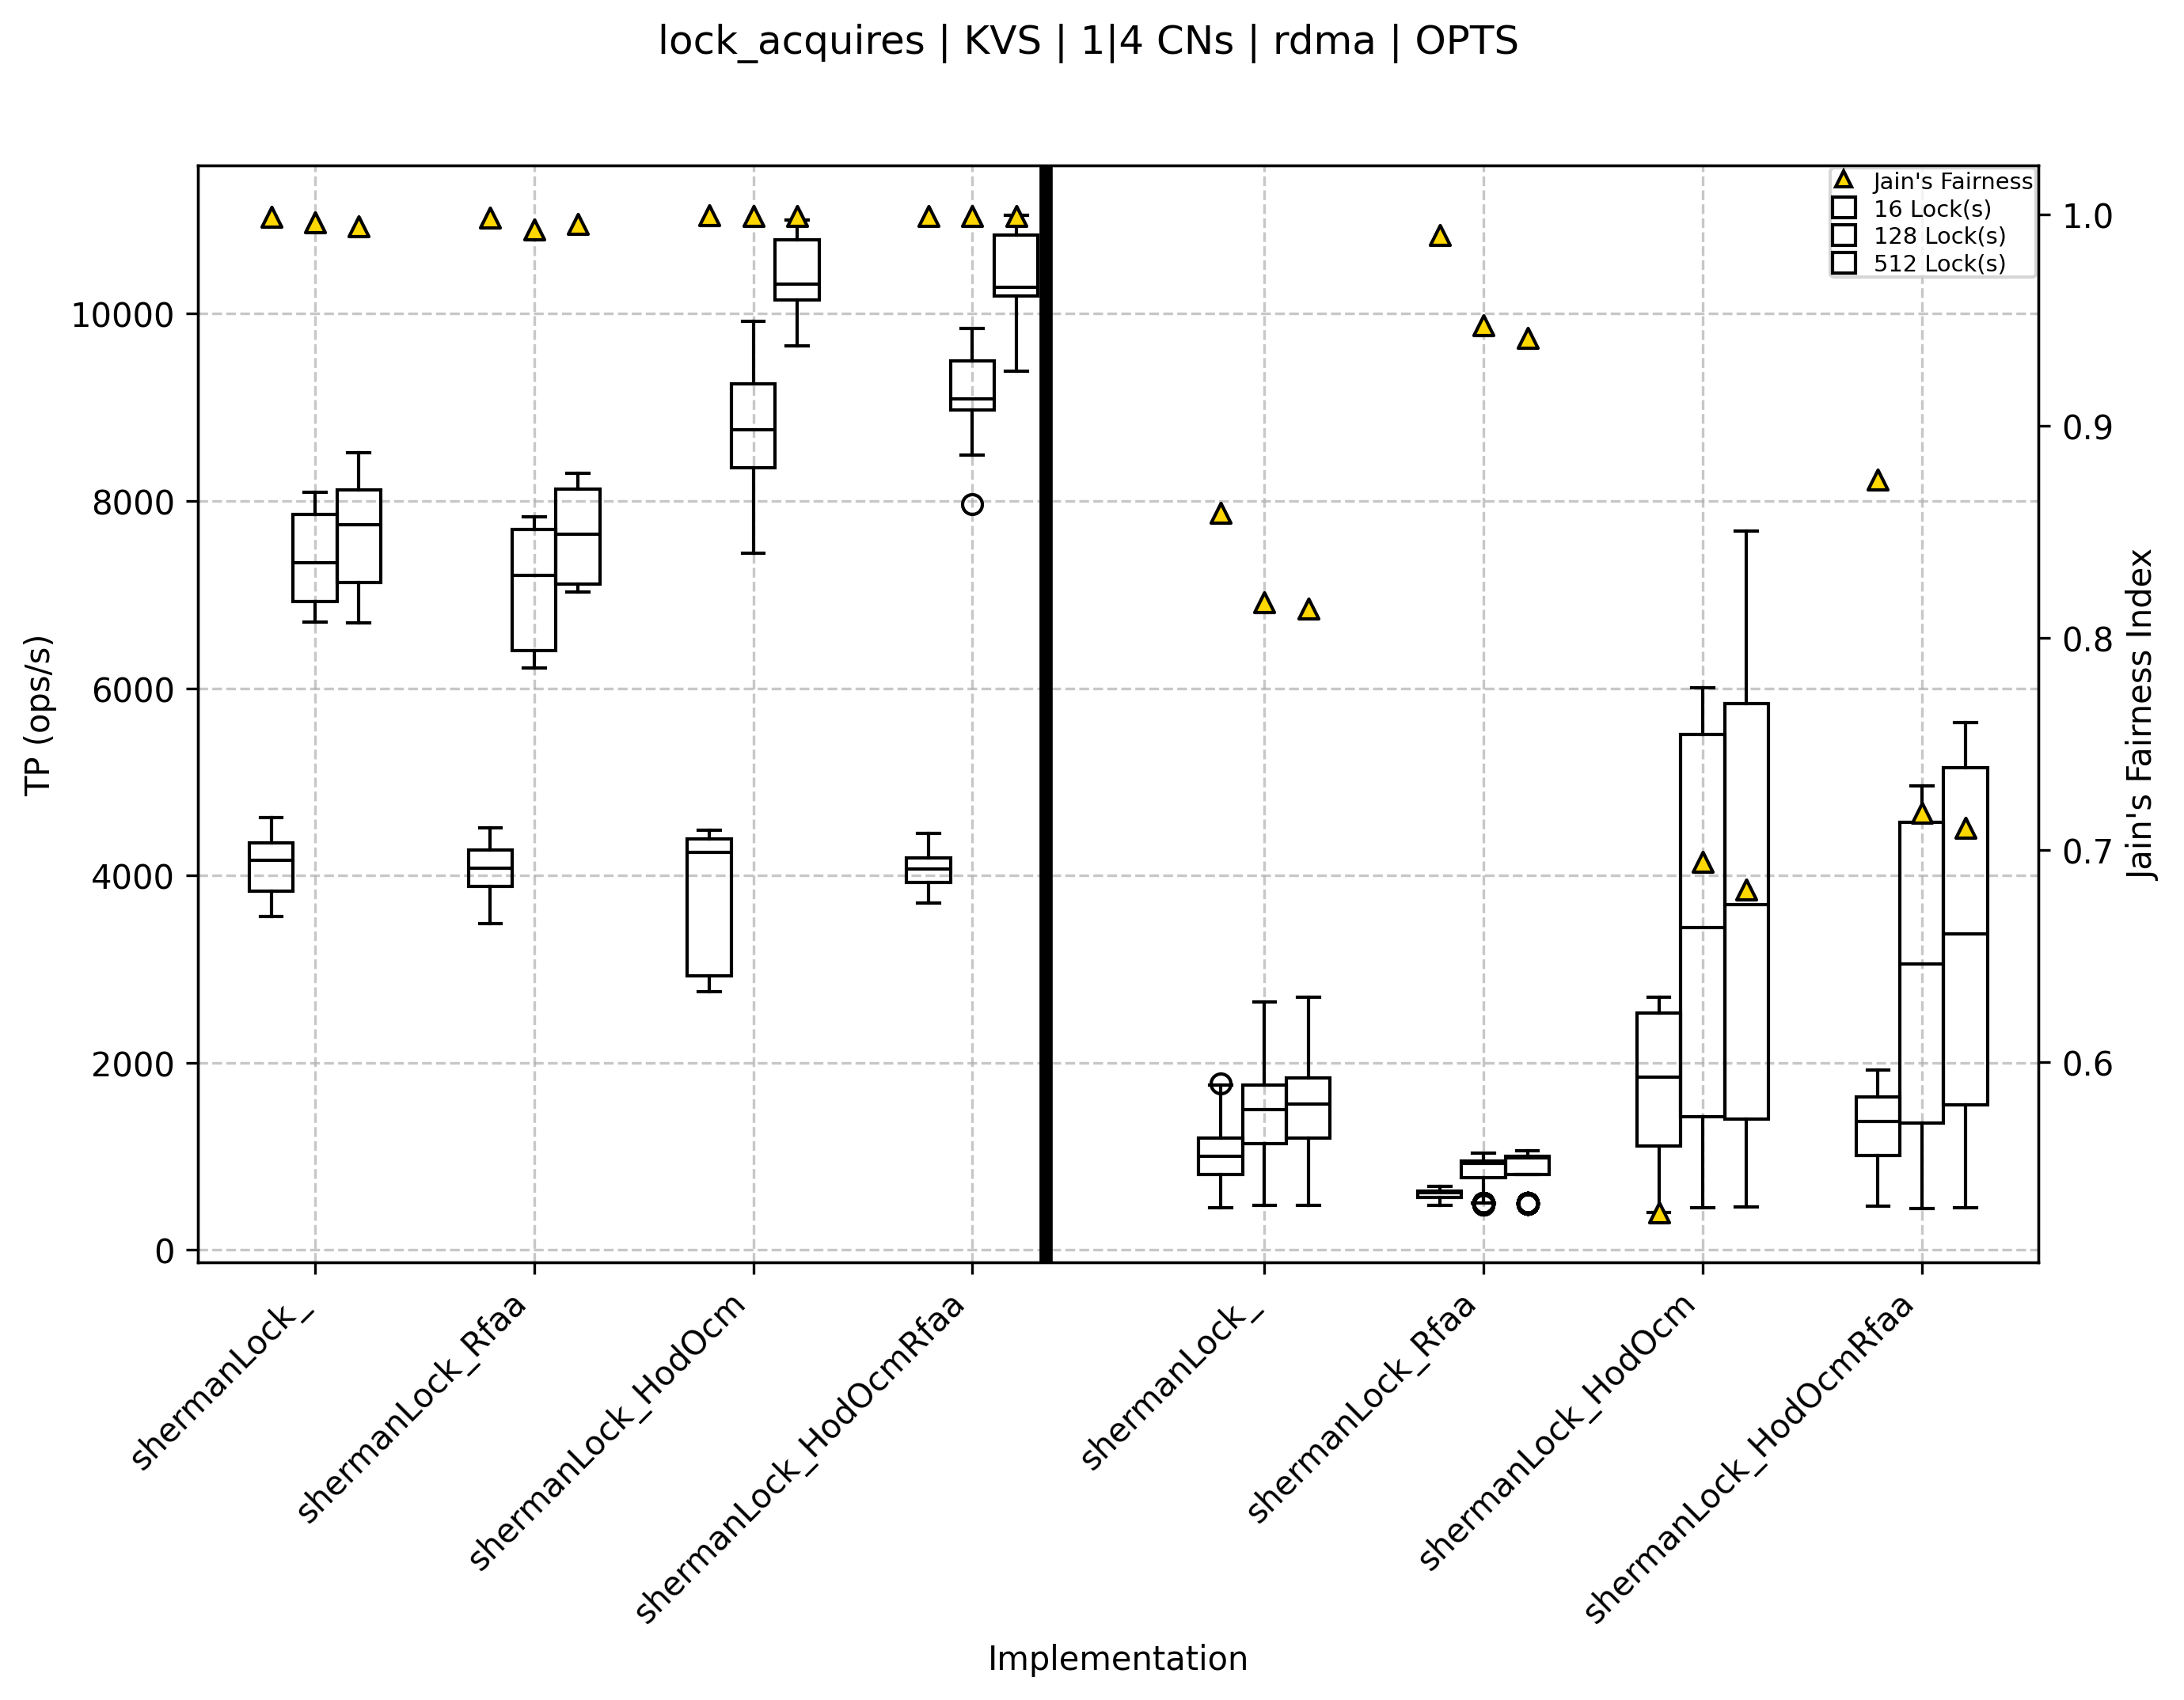 lock_acquires | KVS | 1|4 CNs | rdma | OPTS
Jain's Fairness
16 Lock(s)
128 Lock(s)
512 Lock(s)
TP (ops/s)
10000
8000
6000
4000
2000
0
1.0
0.9
0.8
0.7
0.6
Jain's Fairness Index
shermanLock_
shermanLock_Rfaa
shermanLock_HodOcm
shermanLock_HodOcmRfaa
shermanLock_
shermanLock_Rfaa
shermanLock_HodOcm
shermanLock_HodOcmRfaa
Implementation